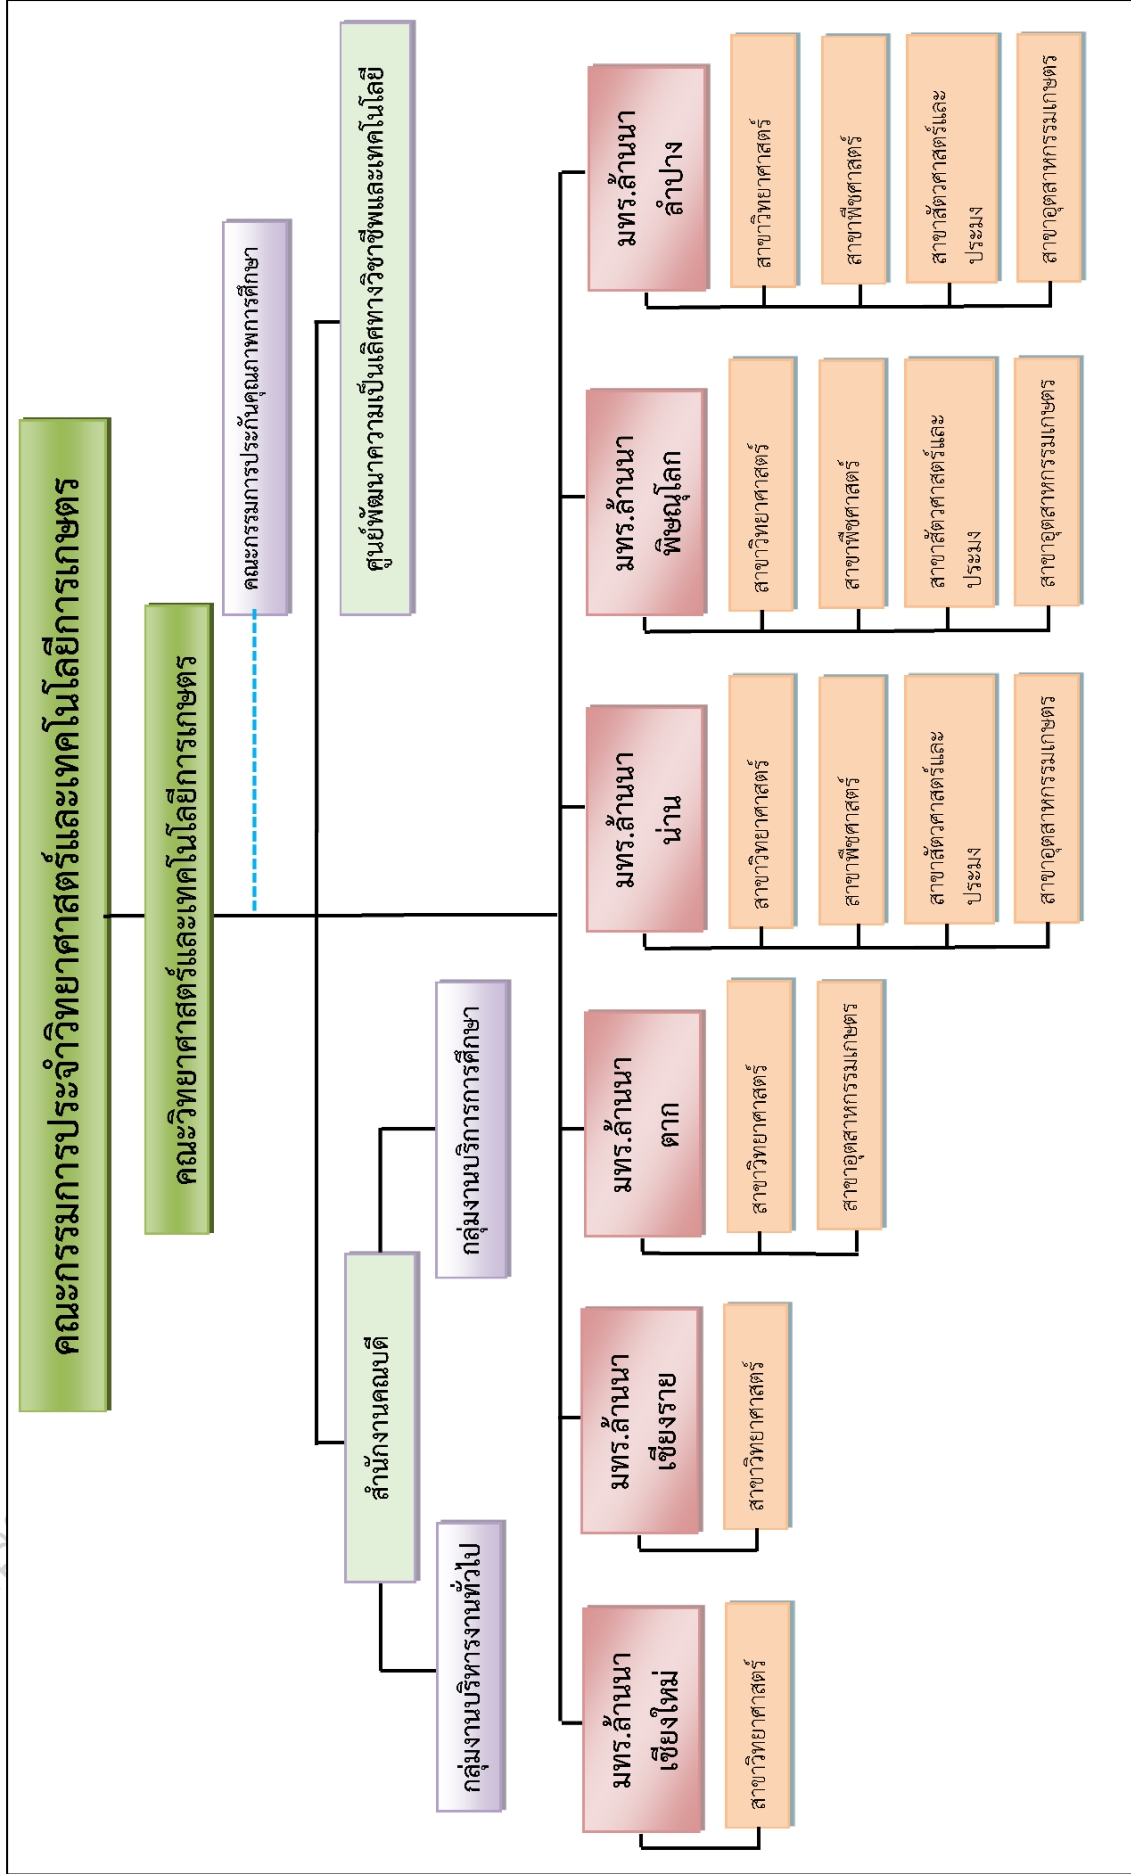 คณะกรรมการประจำวิทยาศาสตร์และเทคโนโลยีการเกษตร
คณะวิทยาศาสตร์และเทคโนโลยีการเกษตร
คณะกรรมการประกันคุณภาพการศึกษา
สำนักงานคณบดี
ศูนย์พัฒนาความเป็นเลิศทางวิชาชีพและเทคโนโลยี
กลุ่มงานบริหารงานทั่วไป
กลุ่มงานบริการการศึกษา
มทร.ล้านนา
เชียงใหม่
สาขาวิทยาศาสตร์
มทร.ล้านนา
เชียงราย
สาขาวิทยาศาสตร์
มทร.ล้านนา
ตาก
สาขาวิทยาศาสตร์
สาขาอุตสาหกรรมเกษตร
มทร.ล้านนา
น่าน
สาขาวิทยาศาสตร์
สาขาพืชศาสตร์
สาขาสัตวศาสตร์และ
ประมง
สาขาอุตสาหกรรมเกษตร
มทร.ล้านนา
พิษณุโลก
สาขาวิทยาศาสตร์
สาขาพืชศาสตร์
สาขาสัตวศาสตร์และ
ประมง
สาขาอุตสาหกรรมเกษตร
มทร.ล้านนา
ลำปาง
สาขาวิทยาศาสตร์
สาขาพืชศาสตร์
สาขาสัตวศาสตร์และ
ประมง
สาขาอุตสาหกรรมเกษตร